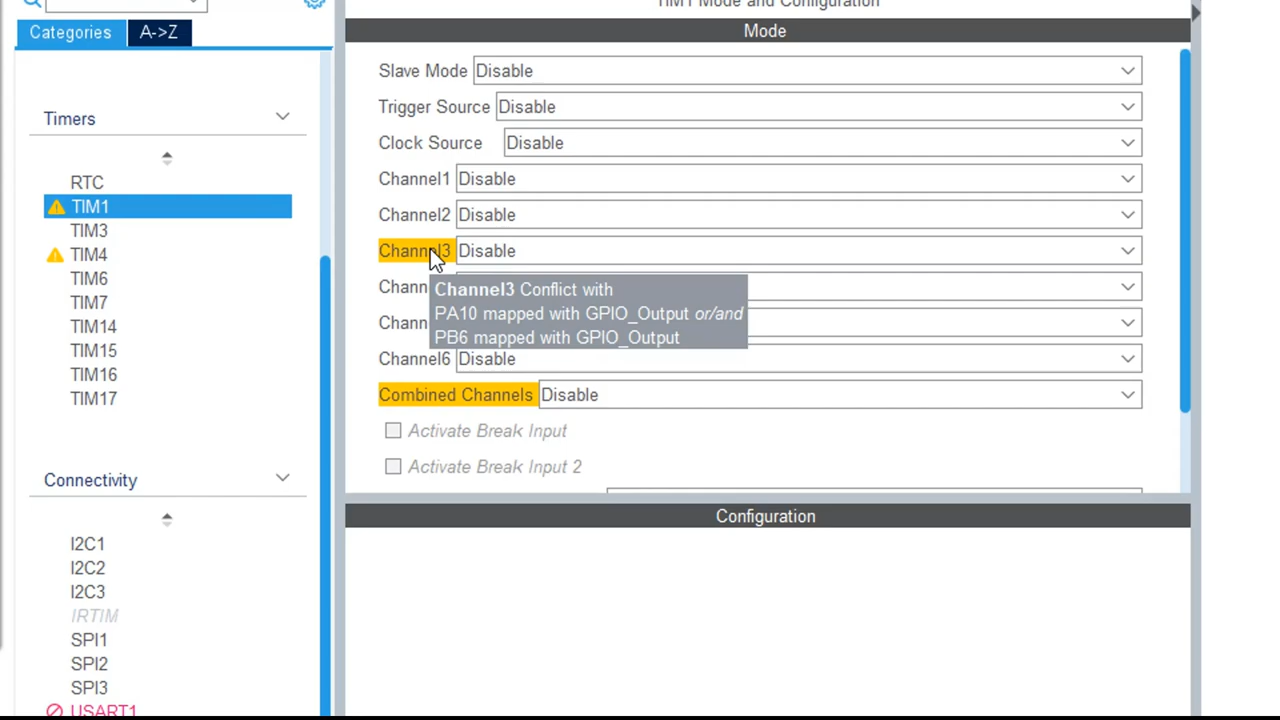 TIM1 Mode and Configuration
Categories
A->Z
Mode
Slave Mode Disable
Trigger Source Disable
Clock Source Disable
Channel1 Disable
Channel2 Disable
Channel3 Disable
Chann
Channel3 Conflict with
PA10 mapped with GPIO_Output or/and
PB6 mapped with GPIO_Output
Chann
Channel6 Disable
Combined Channels Disable
Activate Break Input
Activate Break Input 2
Configuration
Timers
RTC
TIM1
TIM3
TIM4
TIM6
TIM7
TIM14
TIM15
TIM16
TIM17
Connectivity
I2C1
I2C2
I2C3
IRTIM
SPI1
SPI2
SPI3
USART1